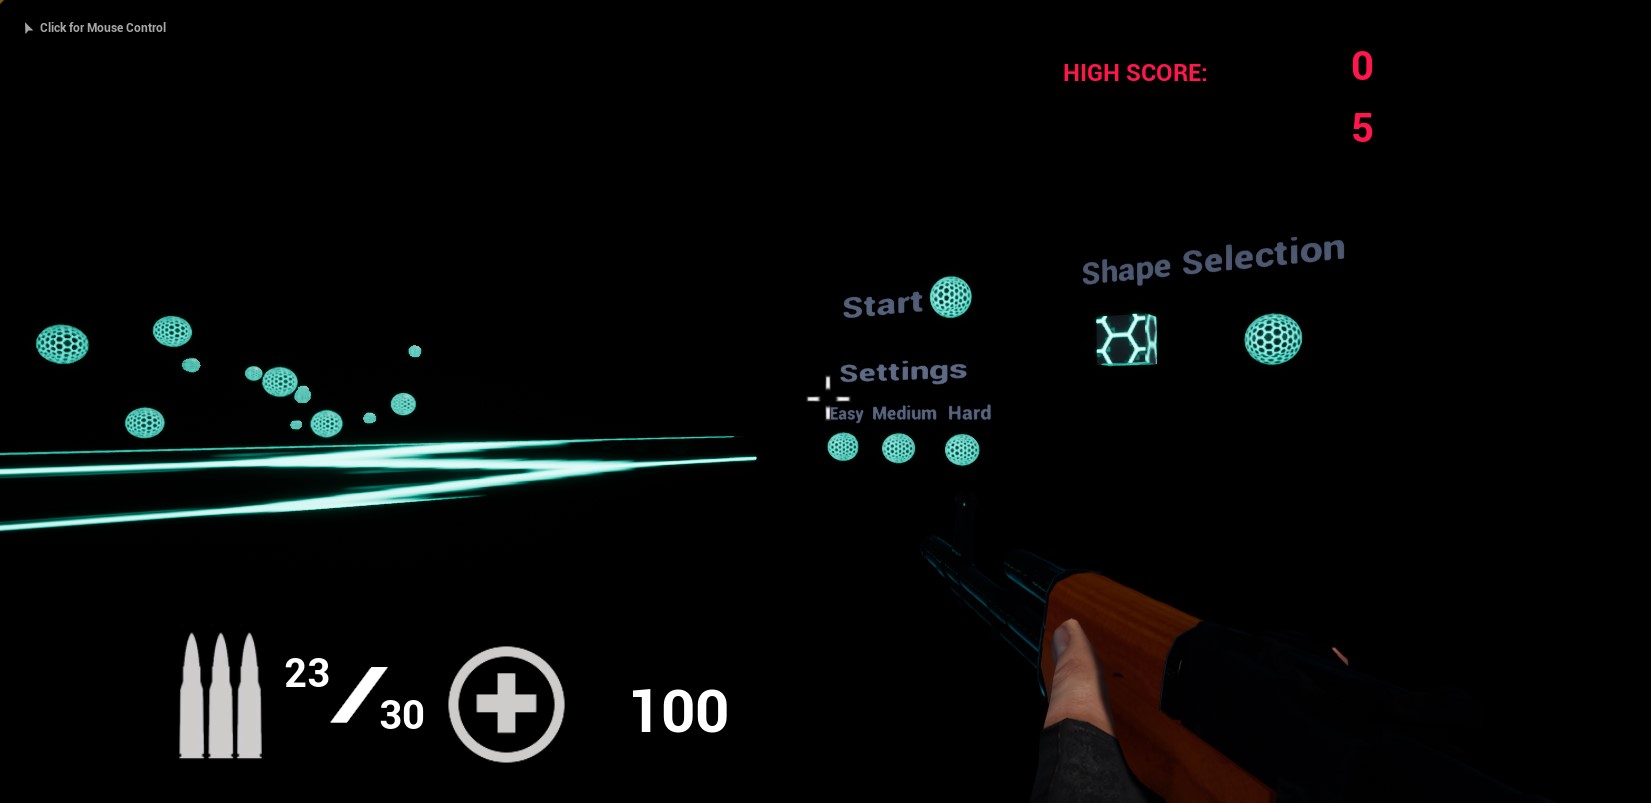 Click for Mouse Control
HIGH SCORE: 0
5
Shape Selection
Start
Settings
Easy Medium Hard
23/30
100